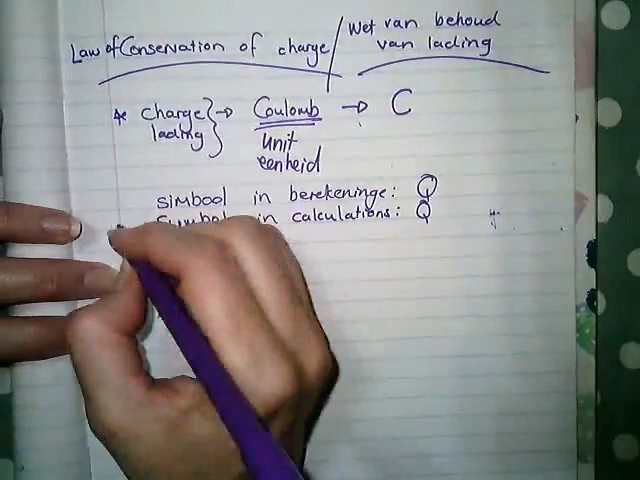 Law of Conservation of charge / Wet van behoud
van lading
* charge } → Coulomb → C
lading
unit
eenheid
simbool in berekeninge: Q
Symbol in calculations: Q